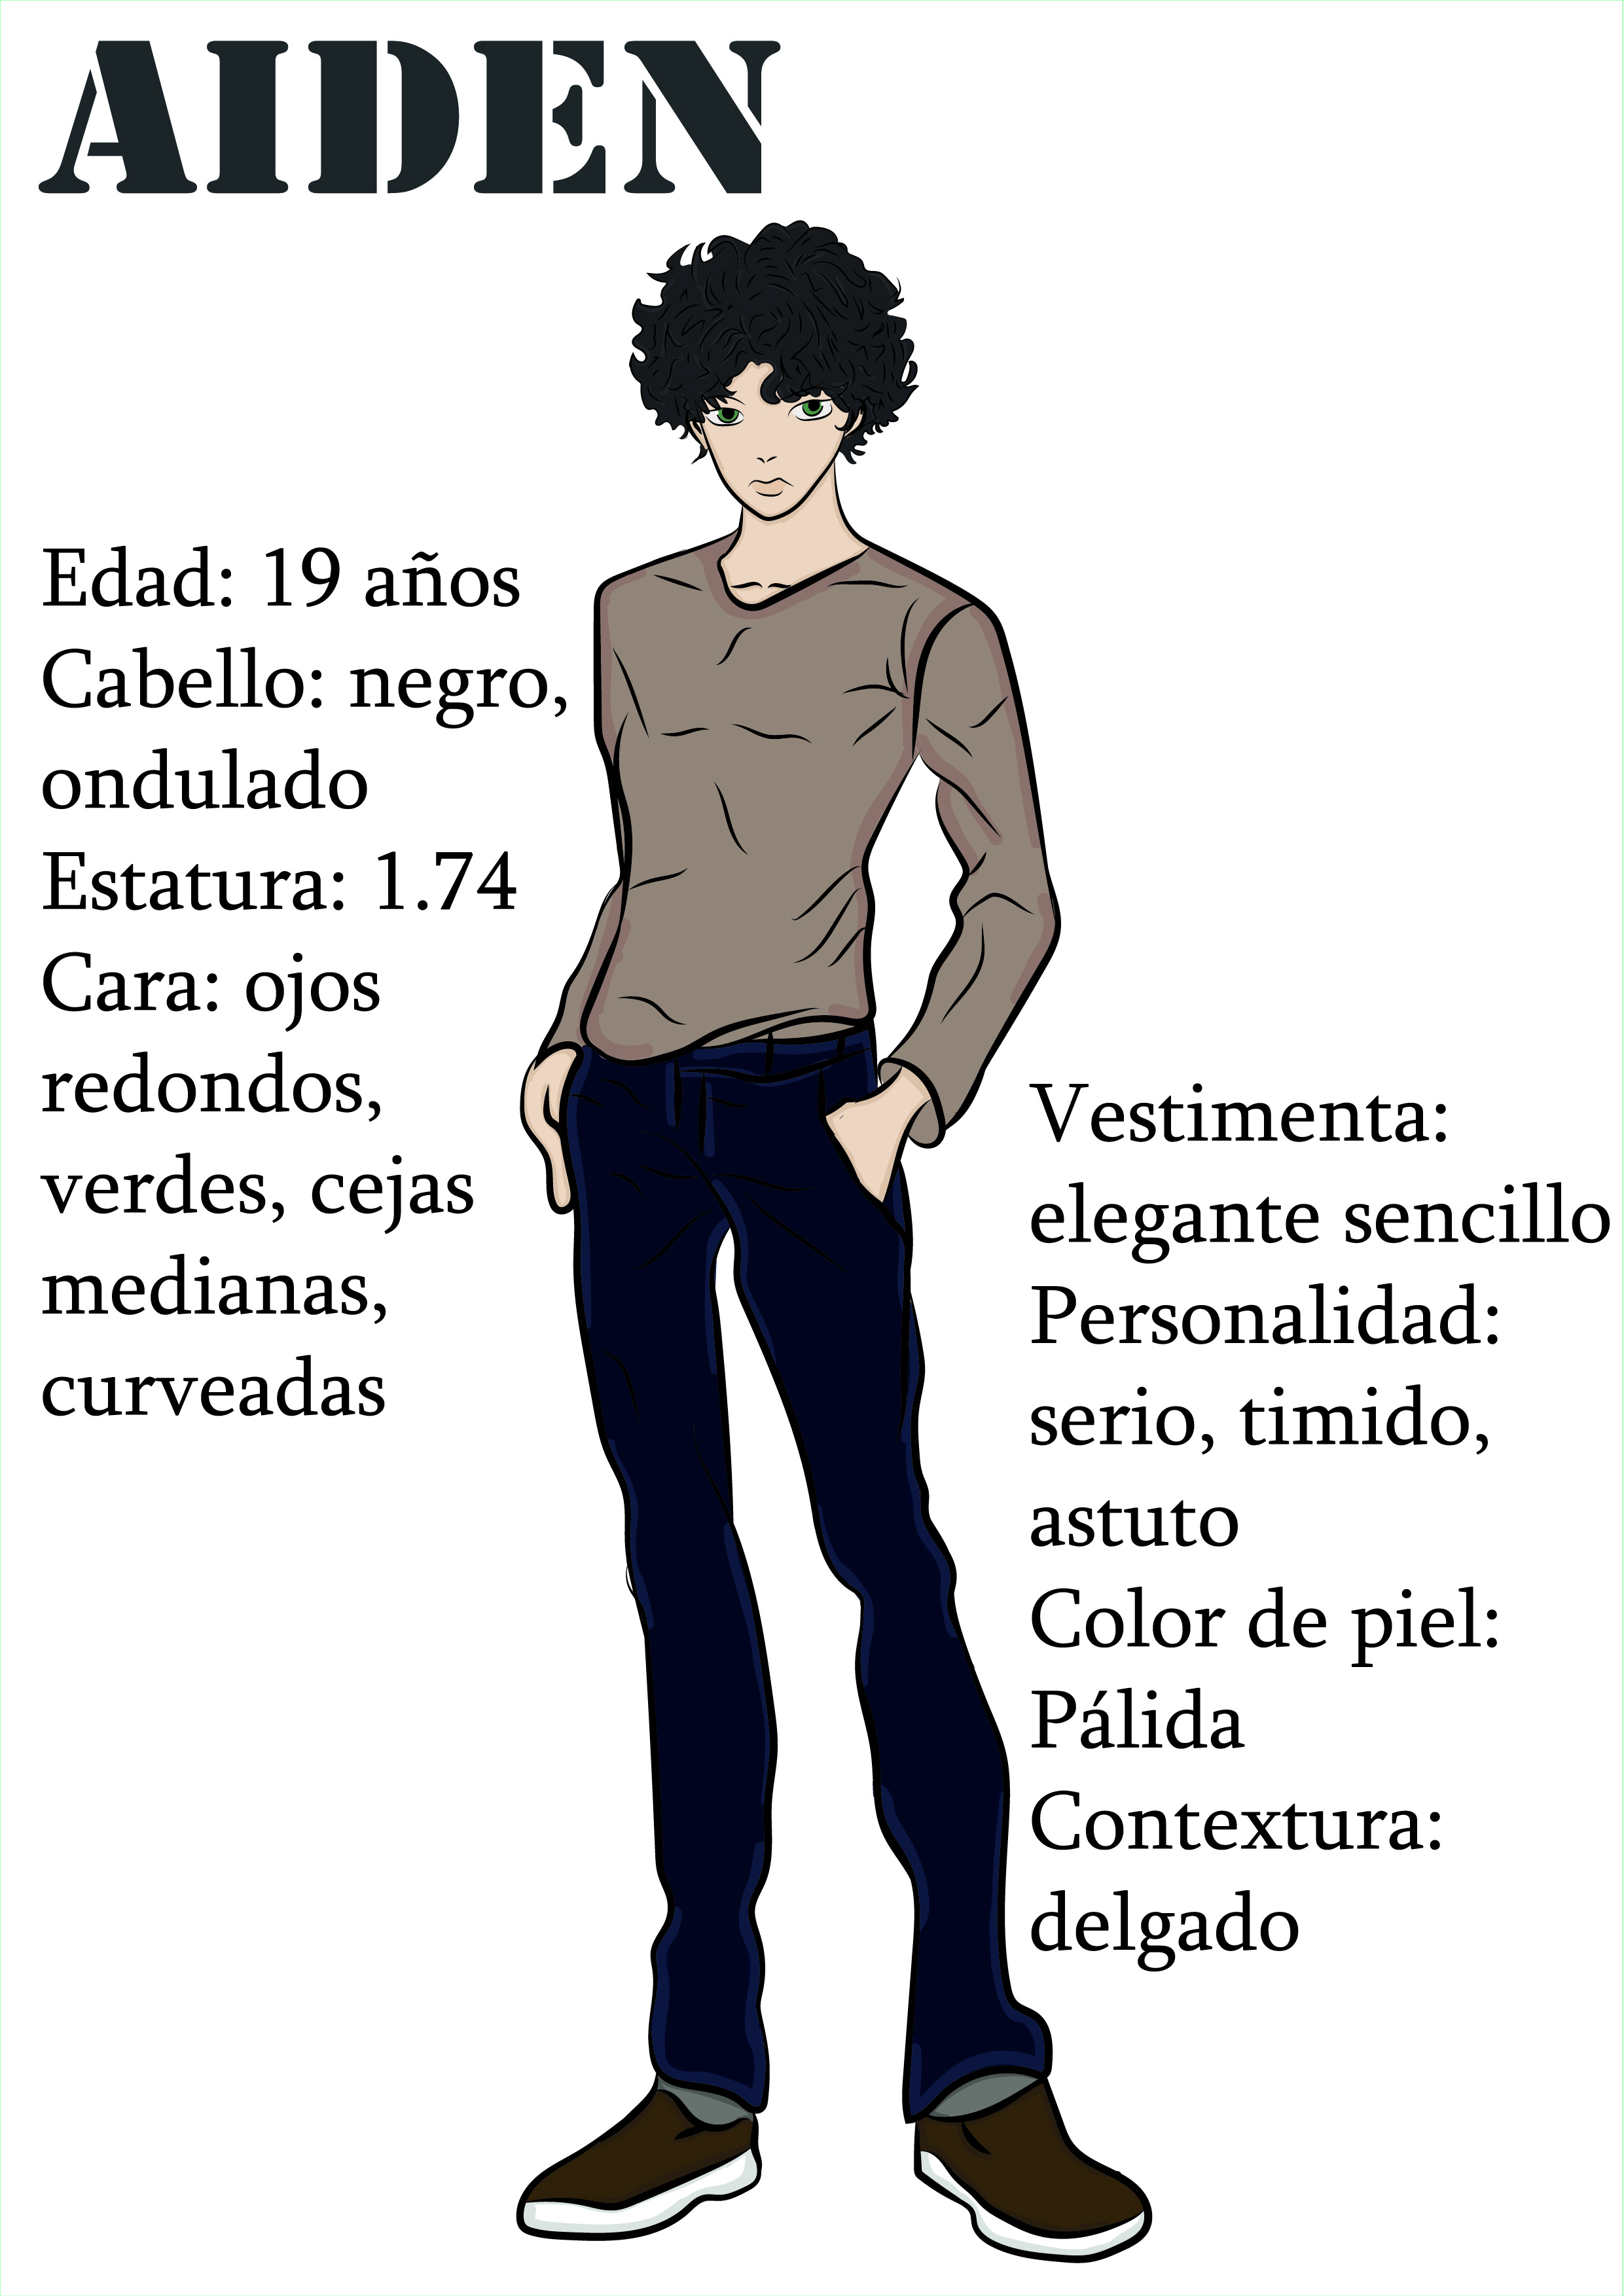 AIDEN
Edad: 19 años
Cabello: negro,
ondulado
Estatura: 1.74
Cara: ojos
redondos,
verdes, cejas
medianas,
curveadas
Vestimenta:
elegante sencillo
Personalidad:
serio, timido,
astuto
Color de piel:
Pálida
Contextura:
delgado